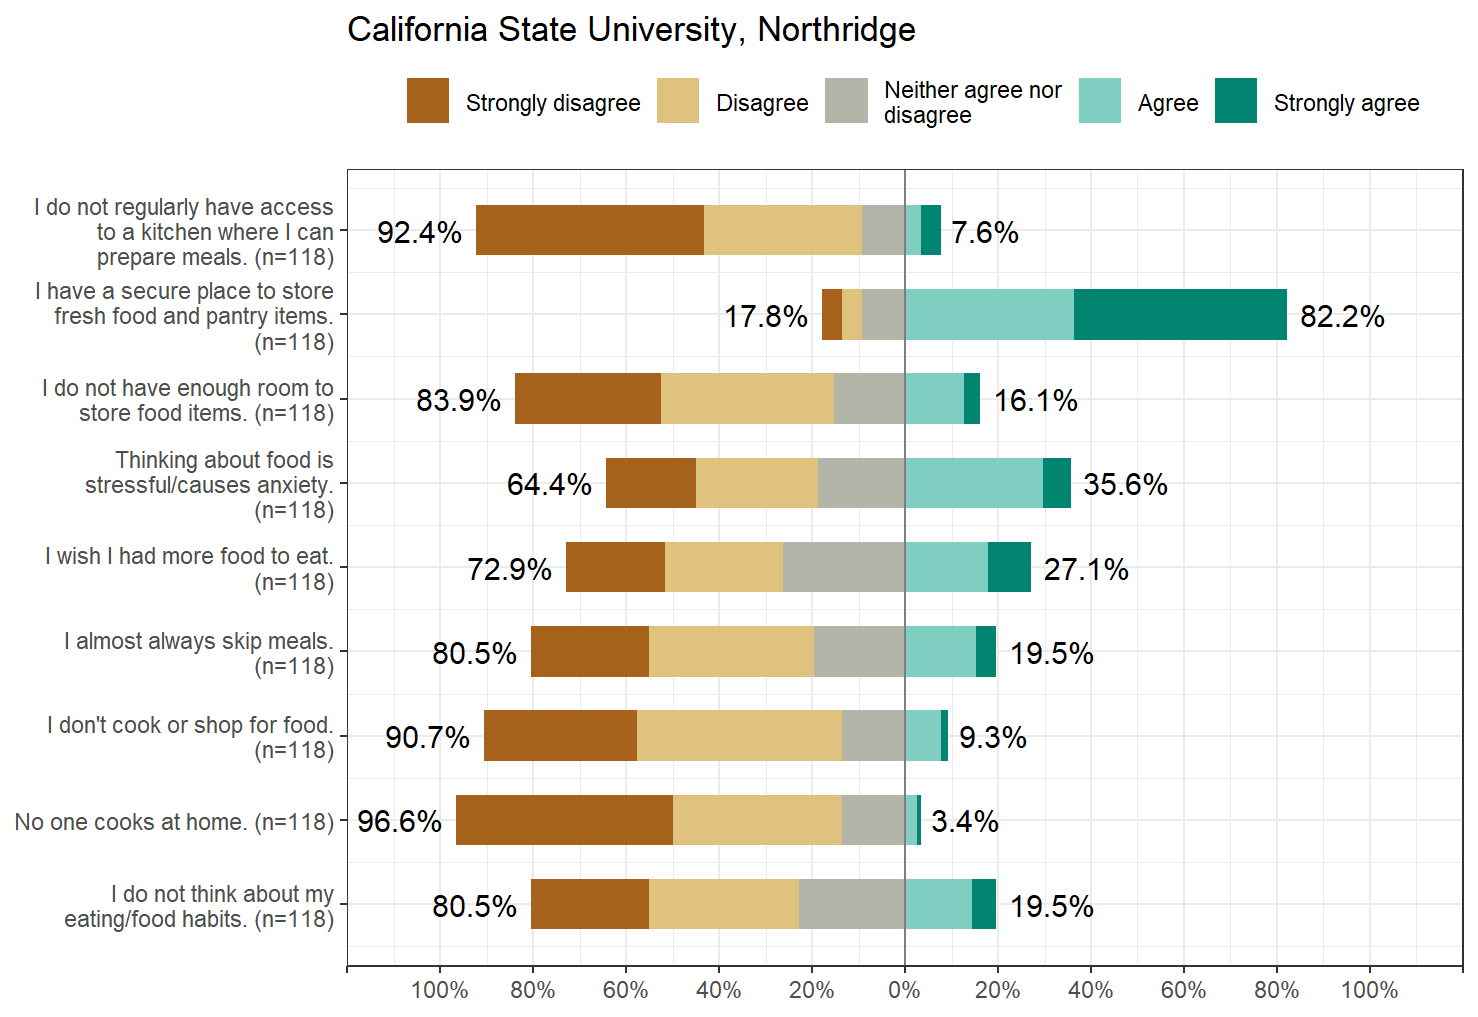 California State University, Northridge
Strongly disagree
Disagree
Neither agree nor
disagree
Agree
Strongly agree
I do not regularly have access
to a kitchen where I can
prepare meals. (n=118)
92.4%
7.6%
I have a secure place to store
fresh food and pantry items.
(n=118)
17.8%
82.2%
I do not have enough room to
store food items. (n=118)
83.9%
16.1%
Thinking about food is
stressful/causes anxiety.
(n=118)
64.4%
35.6%
I wish I had more food to eat.
(n=118)
72.9%
27.1%
I almost always skip meals.
(n=118)
80.5%
19.5%
I don't cook or shop for food.
(n=118)
90.7%
9.3%
No one cooks at home. (n=118)
96.6%
3.4%
I do not think about my
eating/food habits. (n=118)
80.5%
19.5%
100% 80% 60% 40% 20% 0% 20% 40% 60% 80% 100%